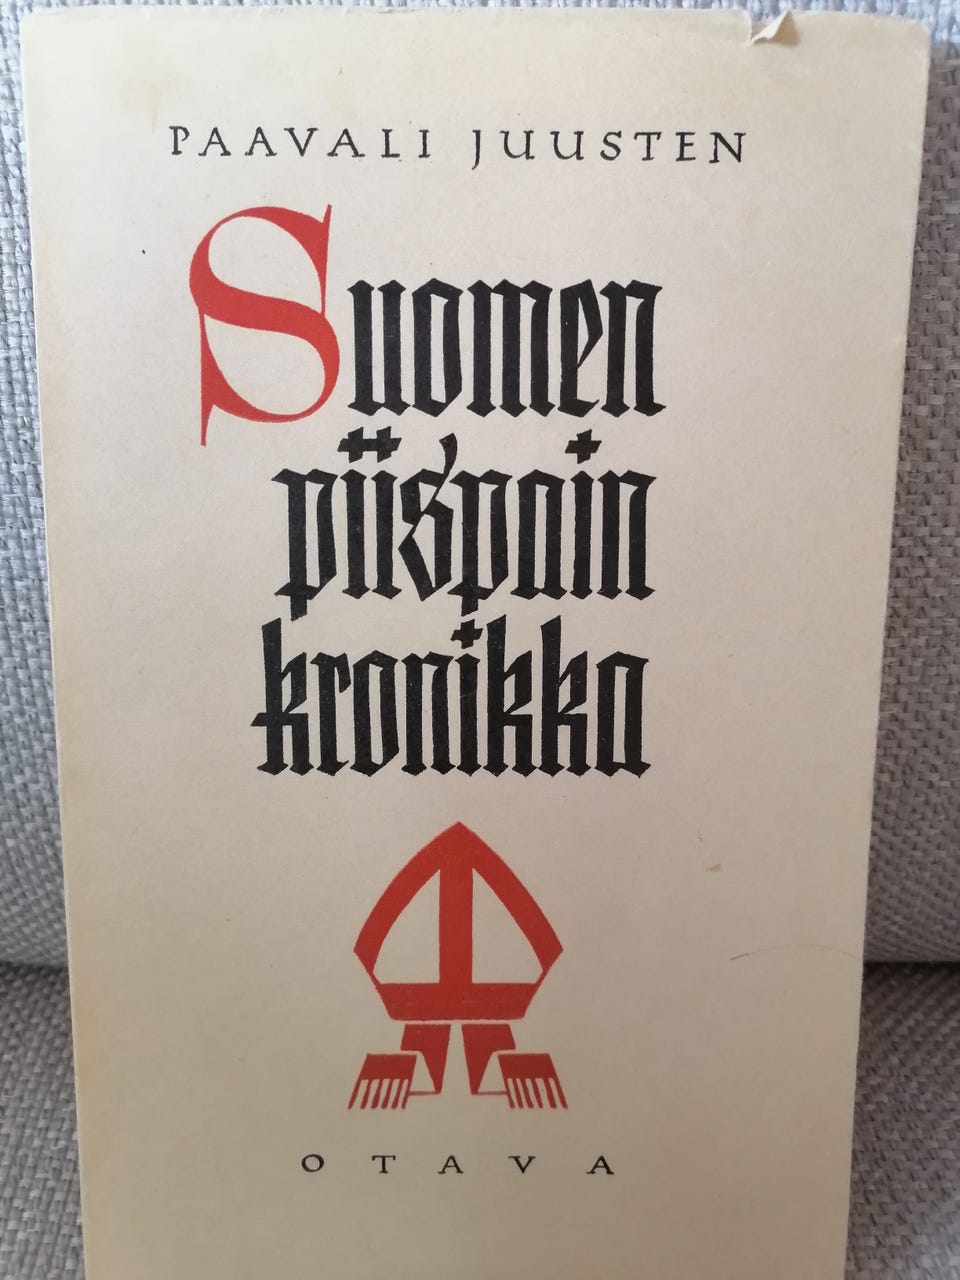 PAAVALI JUUSTEN
Suomen
piispain
kronikka
OTAVA